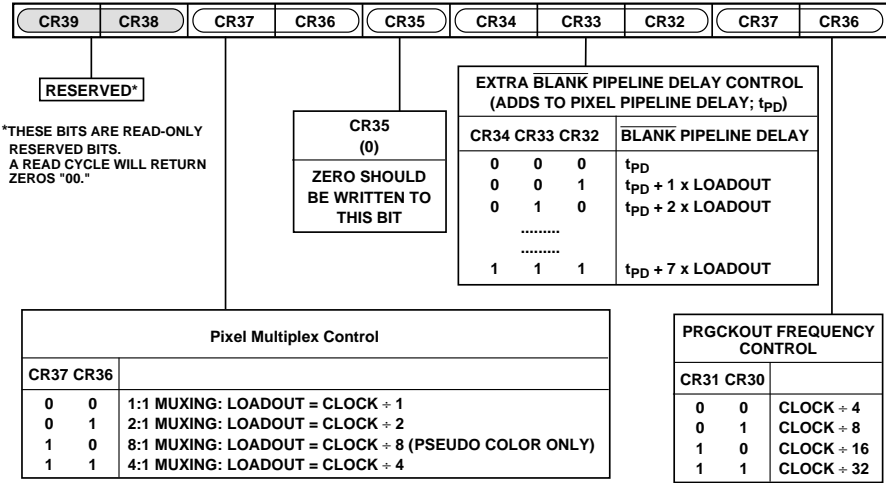 CR39 CR38 CR37 CR36 CR35 CR34 CR33 CR32 CR37 CR36
RESERVED*
*THESE BITS ARE READ-ONLY
RESERVED BITS.
A READ CYCLE WILL RETURN
ZEROS "00."
CR35
(0)
ZERO SHOULD
BE WRITTEN TO
THIS BIT
EXTRA BLANK PIPELINE DELAY CONTROL
(ADDS TO PIXEL PIPELINE DELAY; tPD)
CR34 CR33 CR32 BLANK PIPELINE DELAY
0 0 0 tPD
0 0 1 tPD + 1 x LOADOUT
0 1 0 tPD + 2 x LOADOUT
.........
.........
1 1 1 tPD + 7 x LOADOUT
Pixel Multiplex Control
CR37 CR36
0 0 1:1 MUXING: LOADOUT = CLOCK ÷ 1
0 1 2:1 MUXING: LOADOUT = CLOCK ÷ 2
1 0 8:1 MUXING: LOADOUT = CLOCK ÷ 8 (PSEUDO COLOR ONLY)
1 1 4:1 MUXING: LOADOUT = CLOCK ÷ 4
PRGCKOUT FREQUENCY
CONTROL
CR31 CR30
0 0 CLOCK ÷ 4
0 1 CLOCK ÷ 8
1 0 CLOCK ÷ 16
1 1 CLOCK ÷ 32